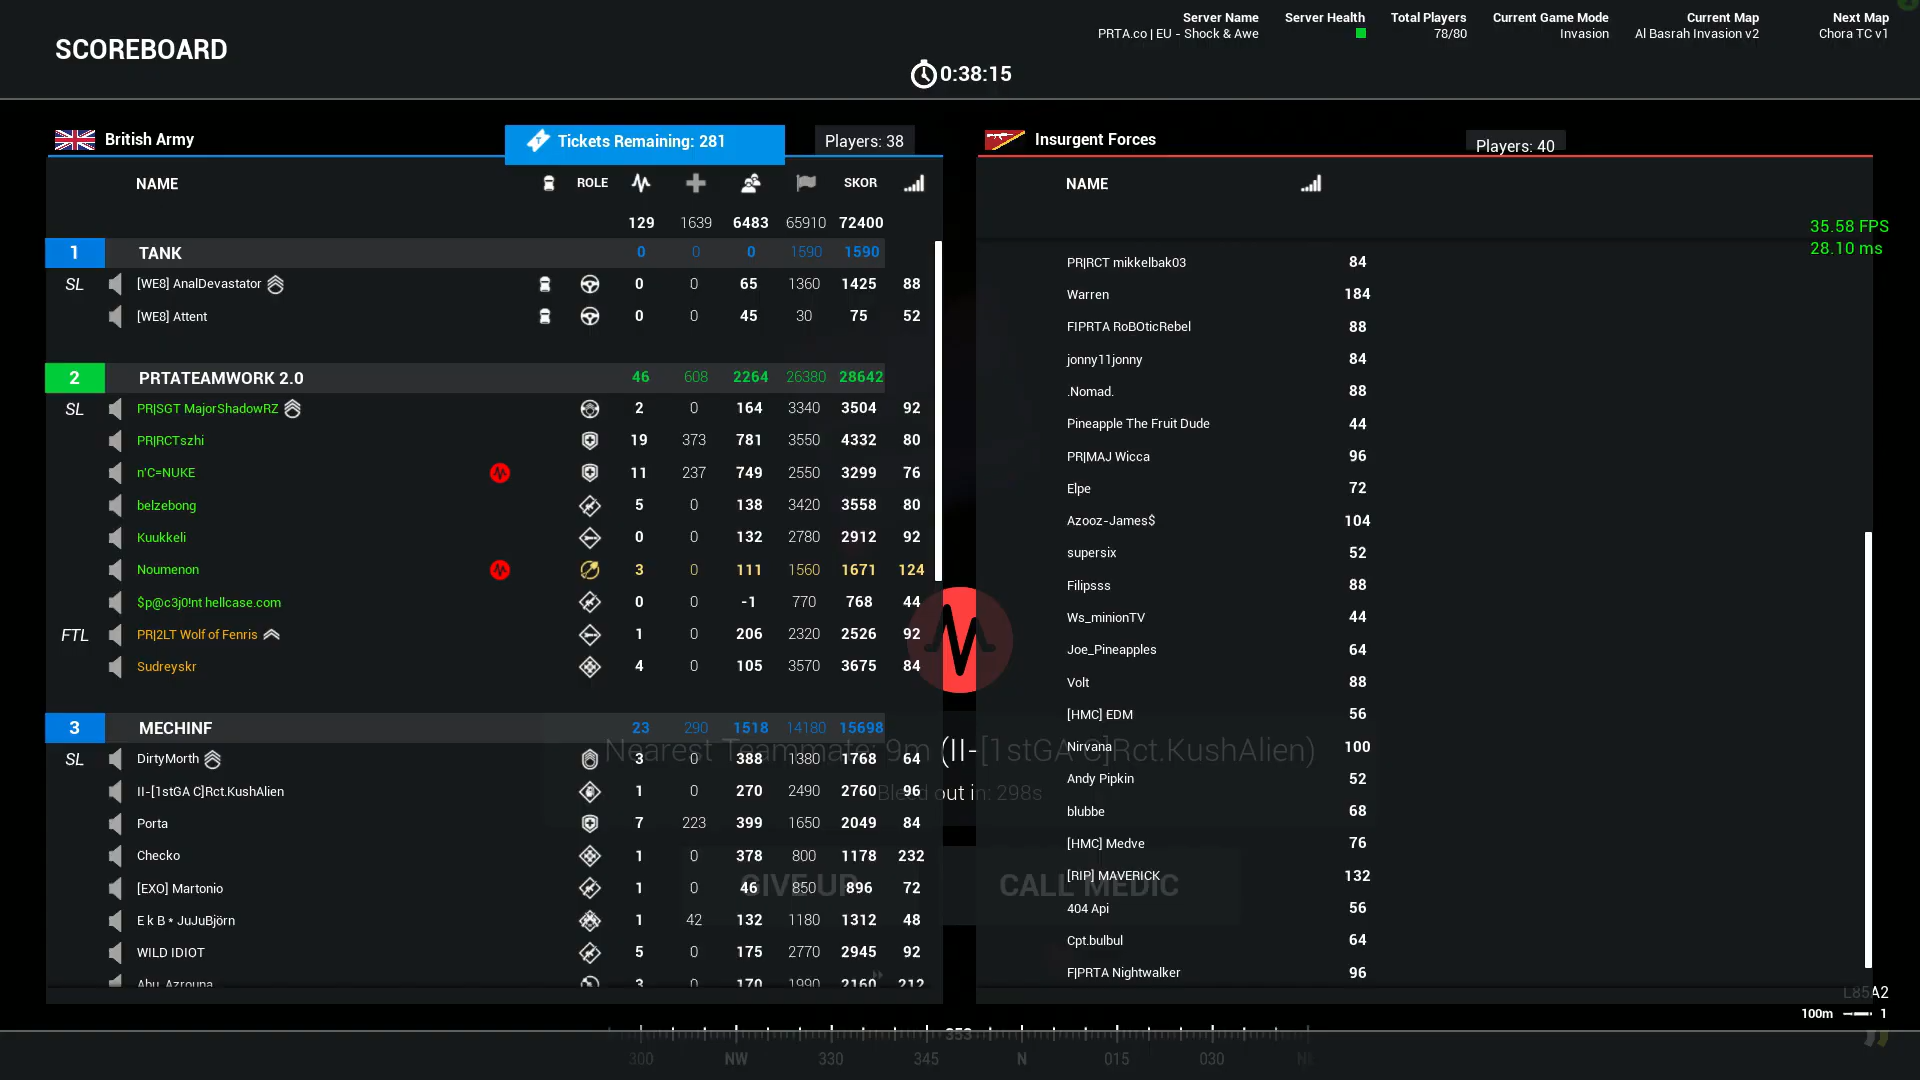 SCOREBOARD
Server Name Server Health Total Players Current Game Mode Current Map Next Map
PRTA.co | EU - Shock & Awe 78/80 Invasion Al Basrah Invasion v2 Chora TC v1
0:38:15
British Army Tickets Remaining: 281 Players: 38
NAME ROLE SKOR
129 1639 6483 65910 72400
1 TANK 0 0 0 1590 1590
SL [WE8] AnalDevastator 0 0 65 1360 1425 88
[WE8] Attent 0 0 45 30 75 52
2 PRTATEAMWORK 2.0 46 608 2264 26380 28642
SL PR|SGT MajorShadowRZ 2 0 164 3340 3504 92
PR|RCTszhi 19 373 781 3550 4332 80
n'C=NUKE 11 237 749 2550 3299 76
belzebong 5 0 138 3420 3558 80
Kuukkeli 0 0 132 2780 2912 92
Noumenon 3 0 111 1560 1671 124
$p@c3j0!nt hellcase.com 0 0 -1 770 768 44
FTL PR|2LT Wolf of Fenris 1 0 206 2320 2526 92
Sudreyskr 4 0 105 3570 3675 84
3 MECHINF 23 290 1518 14180 15698
SL DirtyMorth 3 0 388 1380 1768 64
II-[1stGA C]Rct.KushAlien 1 0 270 2490 2760 96
Porta 7 223 399 1650 2049 84
Checko 1 0 378 800 1178 232
[EXO] Martonio 1 0 46 850 896 72
E k B * JuJuBjörn 1 42 132 1180 1312 48
WILD IDIOT 5 0 175 2770 2945 92
Abu_Azrouna 3 0 170 1990 2160 212
Insurgent Forces Players: 40
NAME
35.58 FPS
28.10 ms
PR|RCT mikkelbak03 84
Warren 184
FIPRTA RoBOticRebel 88
jonny11jonny 84
.Nomad. 88
Pineapple The Fruit Dude 44
PR|MAJ Wicca 96
Elpe 72
Azooz-James$ 104
supersix 52
Filipsss 88
Ws_minionTV 44
Joe_Pineapples 64
Volt 88
[HMC] EDM 56
Nirvana 100
Andy Pipkin 52
blubbe 68
[HMC] Medve 76
[RIP] MAVERICK 132
404 Api 56
Cpt.bulbul 64
F|PRTA Nightwalker 96
Nearest Teammate: 9m (II-[1stGA C]Rct.KushAlien)
Bleed out in: 298s
GIVE UP CALL MEDIC
L85A2
100m 1
353
300 NW 330 345 N 015 030